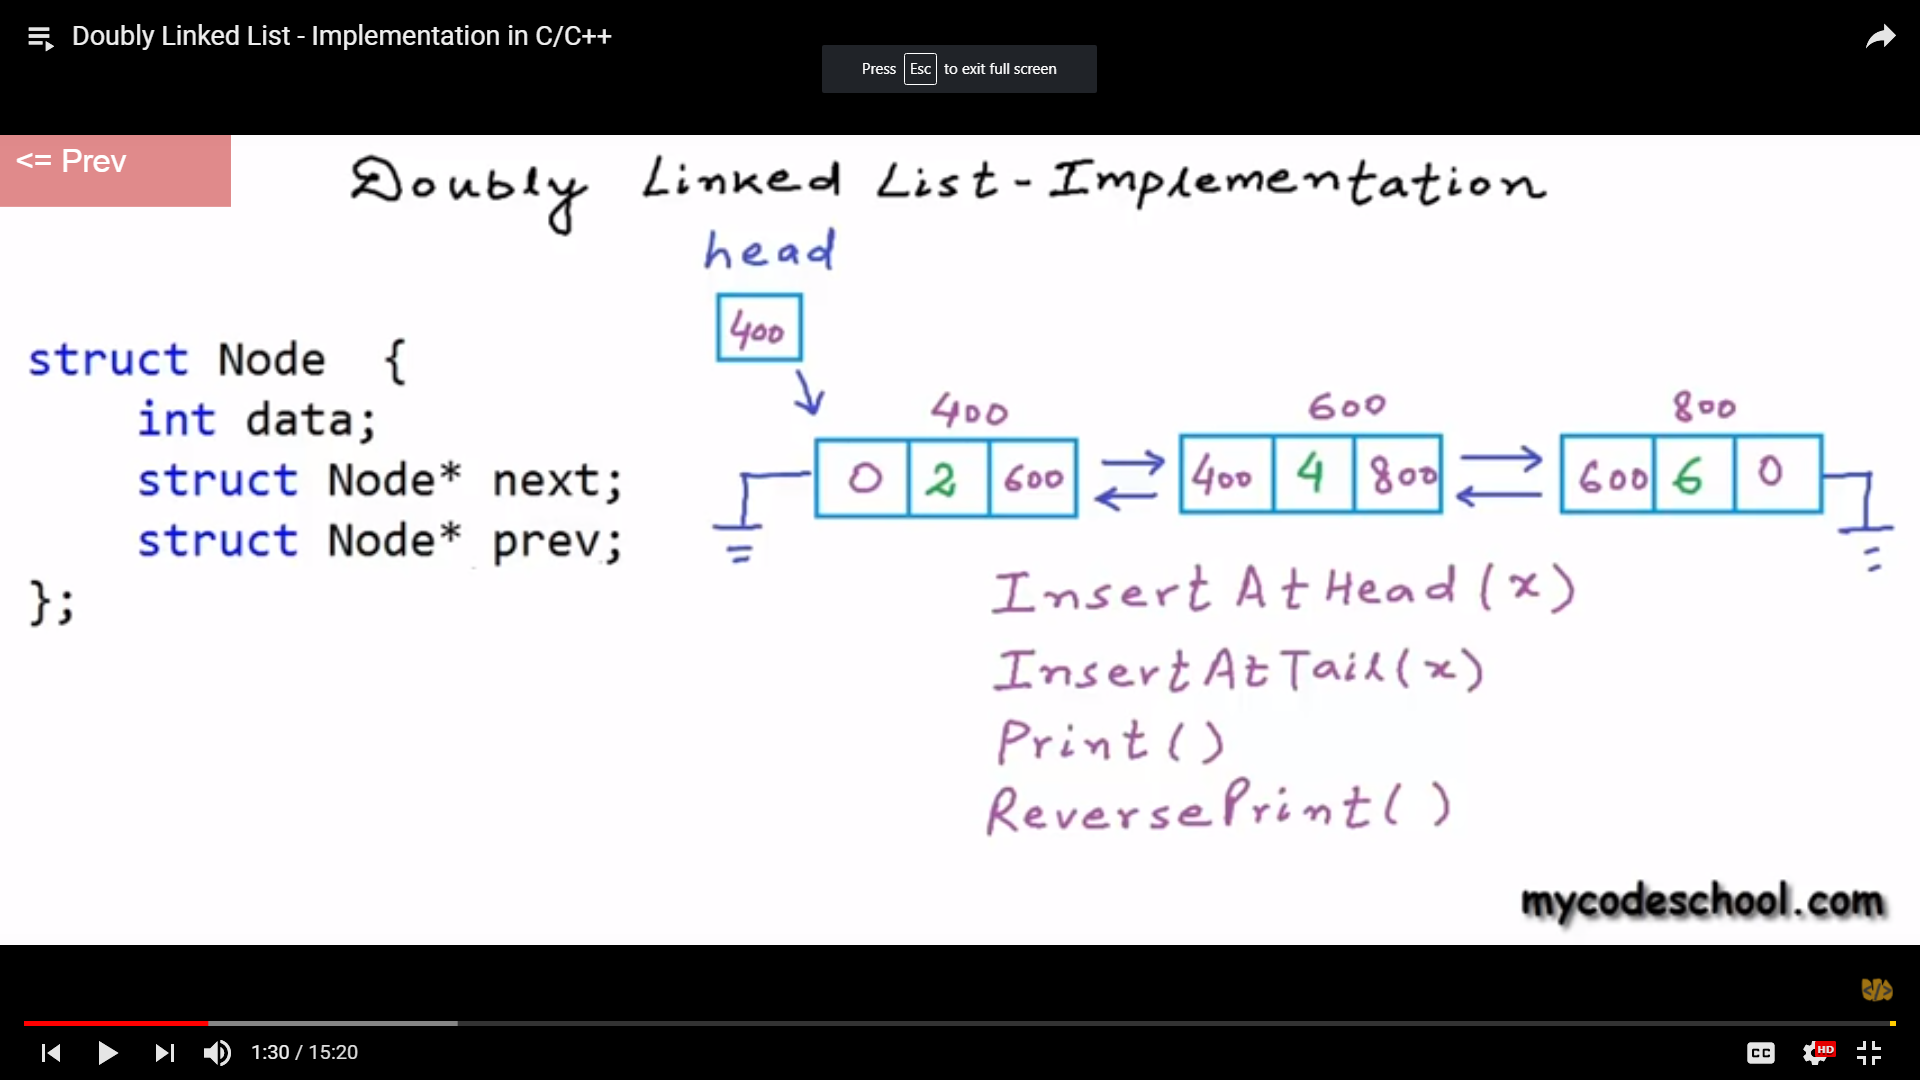 Doubly Linked List - Implementation in C/C++
Press Esc to exit full screen
<= Prev
Doubly Linked List - Implementation
head
400
struct Node {
int data;
struct Node* next;
struct Node* prev;
};
400 600 800
0 2 600 400 4 800 600 6 0
InsertAtHead(x)
InsertAtTail(x)
Print()
ReversePrint()
mycodeschool.com
1:30 / 15:20
CC HD